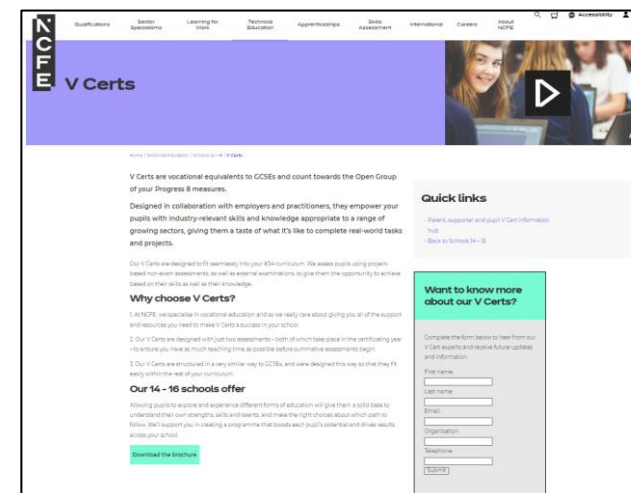 NCFE
Qualifications
Sector
Specialisms
Learning for
Work
Technical
Education
Apprenticeships
Skills
Assessment
International
Careers
About
NCFE
Accessibility
V Certs
Home | Technical Education | Schools 14 - 16 | V Certs
V Certs are vocational equivalents to GCSEs and count towards the Open Group
of your Progress 8 measures.
Designed in collaboration with employers and practitioners, they empower your
pupils with industry-relevant skills and knowledge appropriate to a range of
growing sectors, giving them a taste of what it's like to complete real-world tasks
and projects.
Our V Certs are designed to fit seamlessly into your KS4 curriculum. We assess pupils using project-
based non-exam assessments, as well as external examinations, to give them the opportunity to achieve
based on their skills as well as their knowledge.
Why choose V Certs?
1. At NCFE, we specialise in vocational education and so we really care about giving you all of the support
and resources you need to make V Certs a success in your school.
2. Our V Certs are designed with just two assessments - both of which take place in the certificating year
- to ensure you have as much teaching time as possible before summative assessments begin.
3. Our V Certs are structured in a very similar way to GCSEs, and were designed this way so that they fit
easily within the rest of your curriculum.
Our 14 - 16 schools offer
Allowing pupils to explore and experience different forms of education will give them a solid base to
understand their own strengths, skills and talents, and make the right choices about which path to
follow. We'll support you in creating a programme that boosts each pupil's potential and drives results
across your school.
Download the brochure
Quick links
- Parent, supporter and pupil V Cert information
hub
- Back to Schools 14 - 16
Want to know more
about our V Certs?
Complete the form below to hear from our
V Cert experts and receive future updates
and information.
First name:
Last name:
Email:
Organisation:
Telephone:
Submit